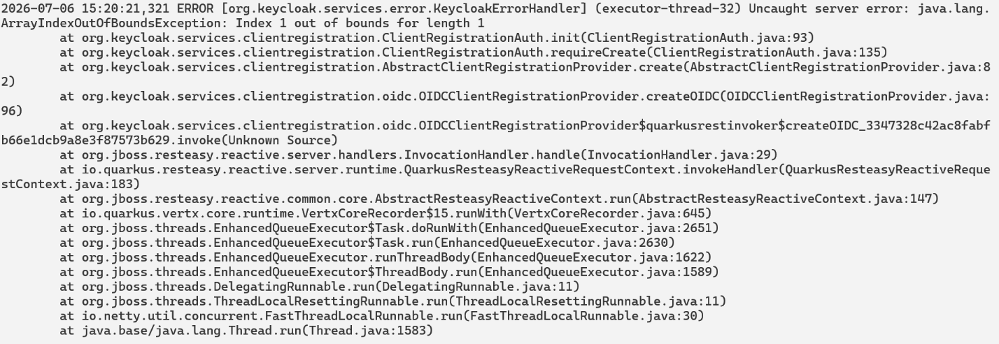 2026-07-06 15:20:21,321 ERROR [org.keycloak.services.error.KeycloakErrorHandler] (executor-thread-32) Uncaught server error: java.lang.
ArrayIndexOutOfBoundsException: Index 1 out of bounds for length 1
        at org.keycloak.services.clientregistration.ClientRegistrationAuth.init(ClientRegistrationAuth.java:93)
        at org.keycloak.services.clientregistration.ClientRegistrationAuth.requireCreate(ClientRegistrationAuth.java:135)
        at org.keycloak.services.clientregistration.AbstractClientRegistrationProvider.create(AbstractClientRegistrationProvider.java:8
2)
        at org.keycloak.services.clientregistration.oidc.OIDCClientRegistrationProvider.createOIDC(OIDCClientRegistrationProvider.java:
96)
        at org.keycloak.services.clientregistration.oidc.OIDCClientRegistrationProvider$quarkusrestinvoker$createOIDC_3347328c42ac8fabf
b66e1dcb9a8e3f87573b629.invoke(Unknown Source)
        at org.jboss.resteasy.reactive.server.handlers.InvocationHandler.handle(InvocationHandler.java:29)
        at io.quarkus.resteasy.reactive.server.runtime.QuarkusResteasyReactiveRequestContext.invokeHandler(QuarkusResteasyReactiveReque
stContext.java:183)
        at org.jboss.resteasy.reactive.common.core.AbstractResteasyReactiveContext.run(AbstractResteasyReactiveContext.java:147)
        at io.quarkus.vertx.core.runtime.VertxCoreRecorder$15.runWith(VertxCoreRecorder.java:645)
        at org.jboss.threads.EnhancedQueueExecutor$Task.doRunWith(EnhancedQueueExecutor.java:2651)
        at org.jboss.threads.EnhancedQueueExecutor$Task.run(EnhancedQueueExecutor.java:2630)
        at org.jboss.threads.EnhancedQueueExecutor.runThreadBody(EnhancedQueueExecutor.java:1622)
        at org.jboss.threads.EnhancedQueueExecutor$ThreadBody.run(EnhancedQueueExecutor.java:1589)
        at org.jboss.threads.DelegatingRunnable.run(DelegatingRunnable.java:11)
        at org.jboss.threads.ThreadLocalResettingRunnable.run(ThreadLocalResettingRunnable.java:11)
        at io.netty.util.concurrent.FastThreadLocalRunnable.run(FastThreadLocalRunnable.java:30)
        at java.base/java.lang.Thread.run(Thread.java:1583)